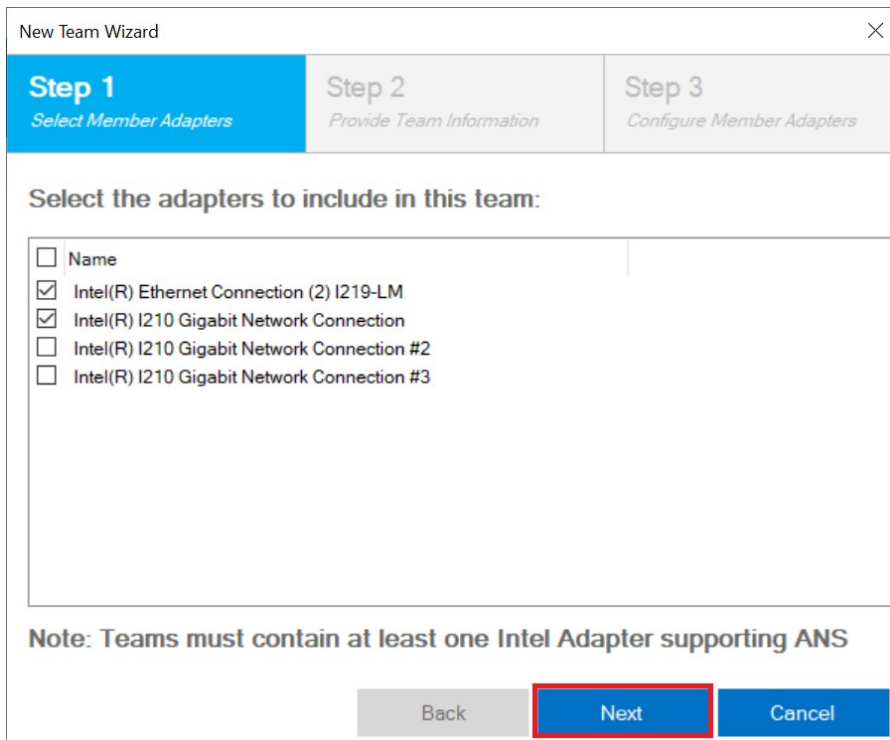 New Team Wizard
Step 1
Select Member Adapters
Step 2
Provide Team Information
Step 3
Configure Member Adapters
Select the adapters to include in this team:
Name
Intel(R) Ethernet Connection (2) I219-LM
Intel(R) I210 Gigabit Network Connection
Intel(R) I210 Gigabit Network Connection #2
Intel(R) I210 Gigabit Network Connection #3
Note: Teams must contain at least one Intel Adapter supporting ANS
Back
Next
Cancel